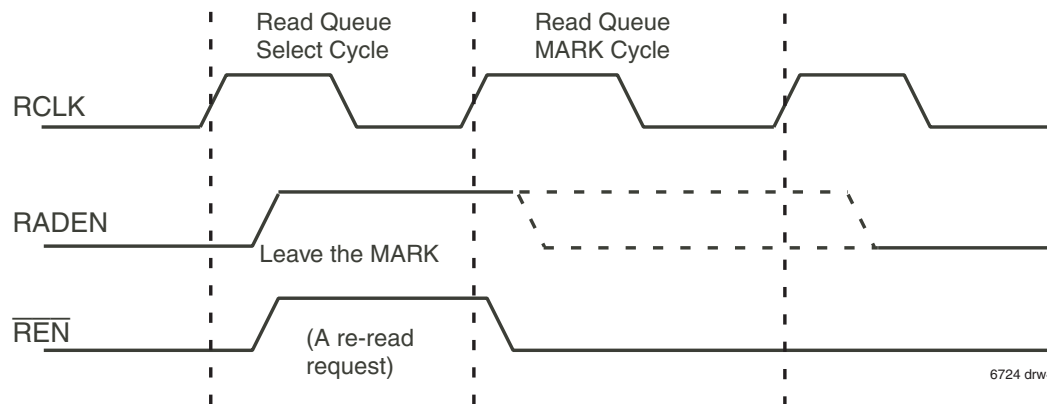 Read Queue
Select Cycle
Read Queue
MARK Cycle
RCLK
RADEN
Leave the MARK
REN
(A re-read
request)
6724 drw